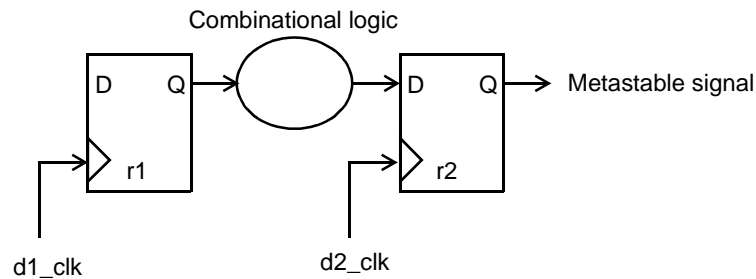 Combinational logic
D Q
D Q
Metastable signal
r1
r2
d1_clk
d2_clk